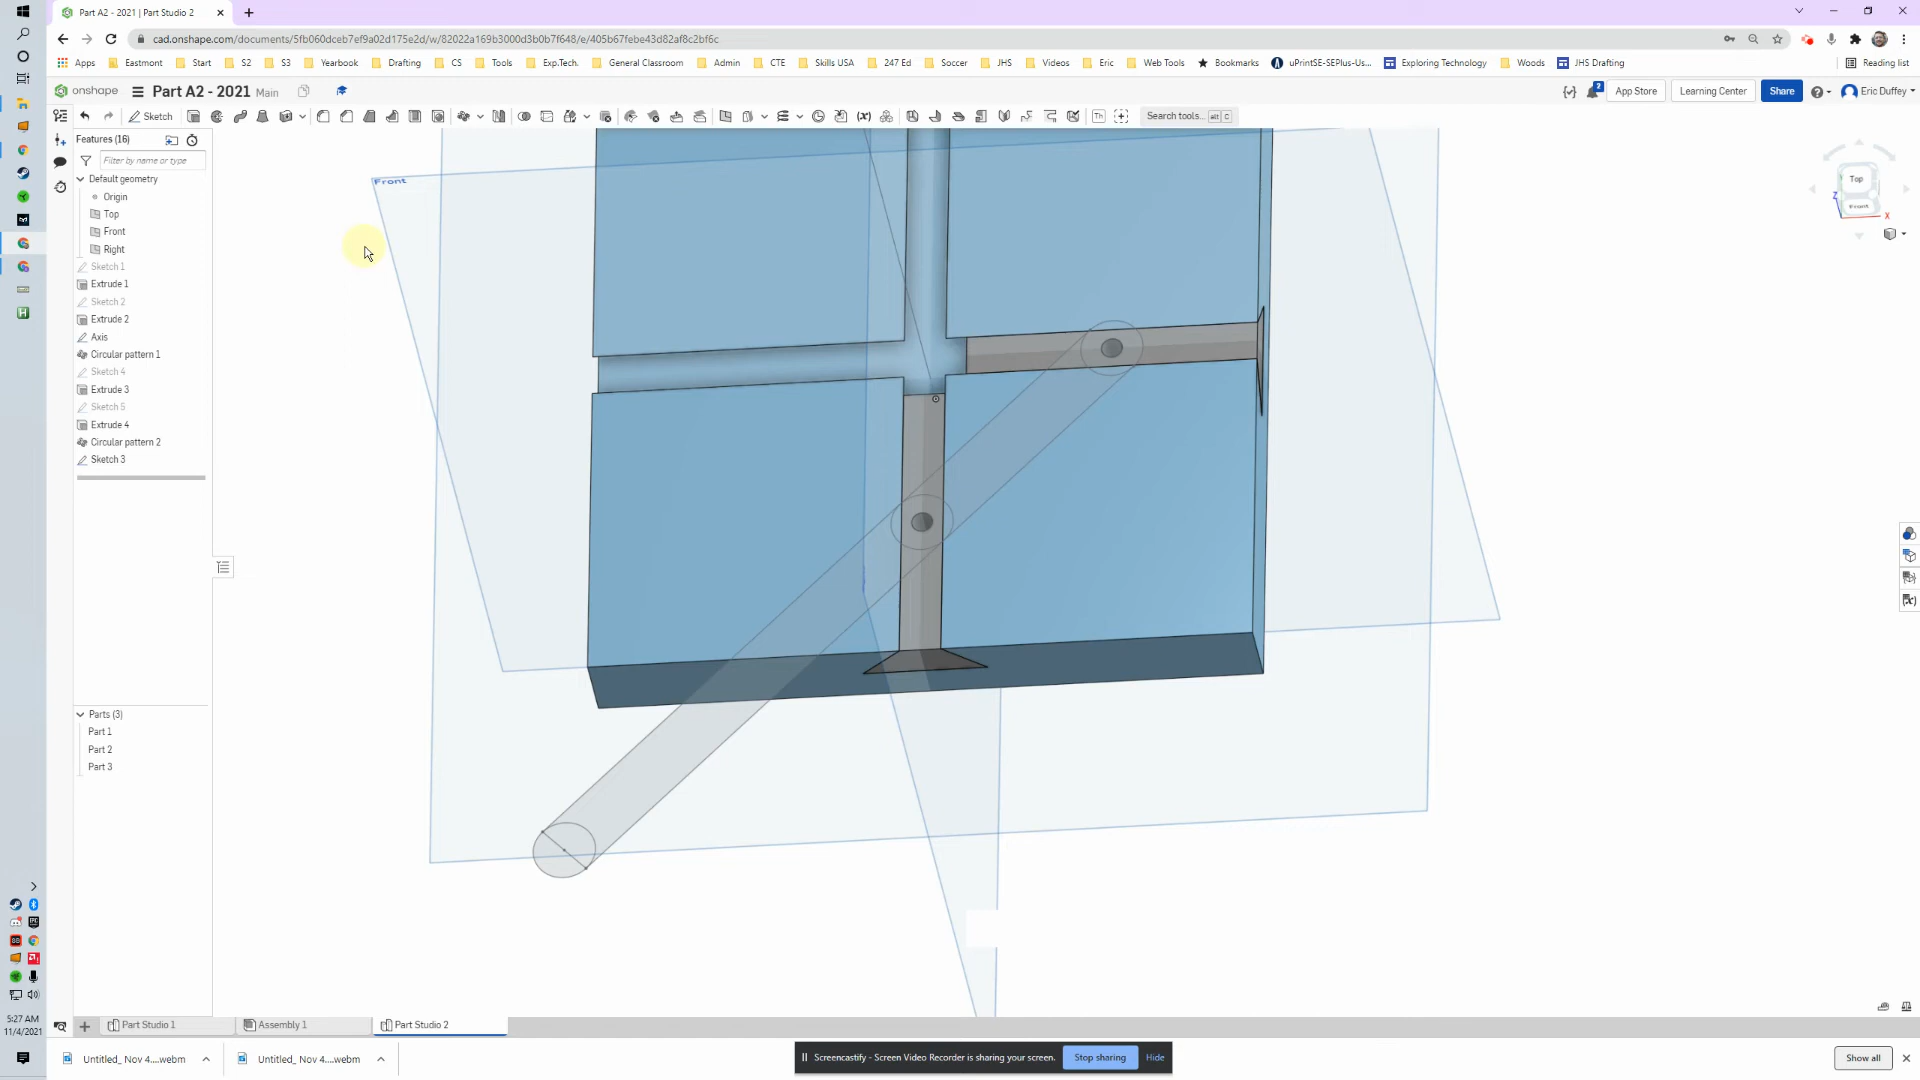 Part A2 - 2021 | Part Studio 2
cad.onshape.com/documents/5fb060dceb7ef9a02d175e2d/w/82022a169b3000d3b0b7f648/e/405b67febe43d82af8c2bf6c
Apps Eastmont Start S2 S3 Yearbook Drafting CS Tools Exp.Tech. General Classroom Admin CTE Skills USA 247 Ed Soccer JHS Videos Eric Web Tools Bookmarks uPrintSE-SEPlus-Us... Exploring Technology Woods JHS Drafting Reading list
onshape Part A2 - 2021 Main 2 App Store Learning Center Share Eric Duffey
Sketch Th Search tools... alt C
Features (16)
Filter by name or type
Default geometry
Origin
Top
Front
Right
Sketch 1
Extrude 1
Sketch 2
Extrude 2
Axis
Circular pattern 1
Sketch 4
Extrude 3
Sketch 5
Extrude 4
Circular pattern 2
Sketch 3
Front
Top
Front
Z
X
Parts (3)
Part 1
Part 2
Part 3
5:27 AM
11/4/2021
Part Studio 1 Assembly 1 Part Studio 2
Untitled_ Nov 4....webm Untitled_ Nov 4....webm
Screencastify - Screen Video Recorder is sharing your screen. Stop sharing Hide
Show all